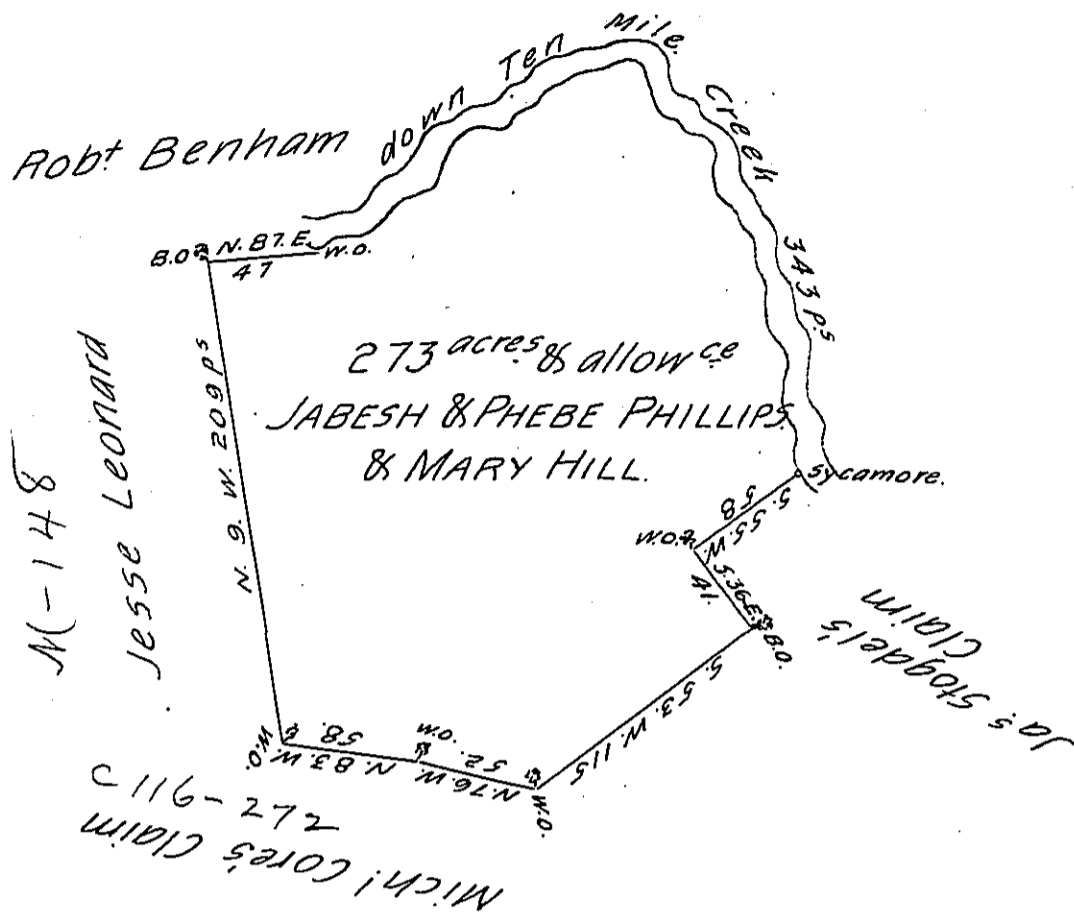 down Ten Mile Creek 343 Ps
Robt Benham
B.O. N. 87. E. W.O.
47
273 acres & allowce
JABESH & PHEBE PHILLIPS
& MARY HILL.
N. 9. W. 209 Ps
Jesse Leonard
M-148
Sycamore.
S. 55. W.
58
W.O.
S. 36. E.
41.
B.O.
Jas Stogdel's
Claim
S. 53. W. 115
W.O.
N. 76. W. 52.
W.O.
N. 83. W. 58.
W.O.
Michl Core's Claim